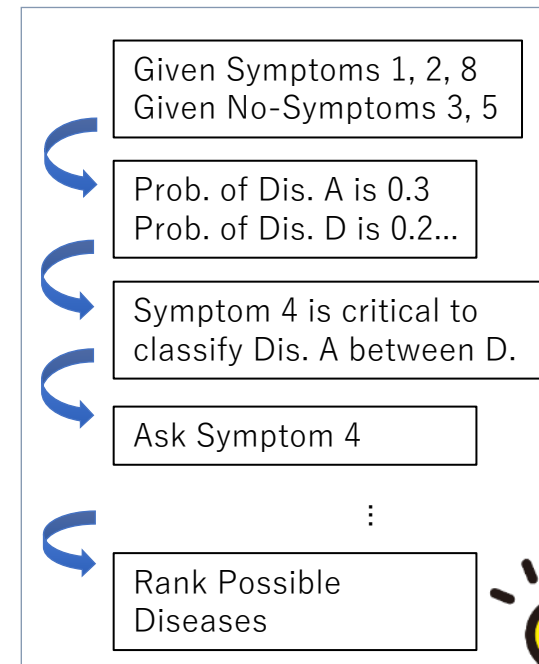 Given Symptoms 1, 2, 8
Given No-Symptoms 3, 5
Prob. of Dis. A is 0.3
Prob. of Dis. D is 0.2...
Symptom 4 is critical to
classify Dis. A between D.
Ask Symptom 4
⋮
Rank Possible
Diseases